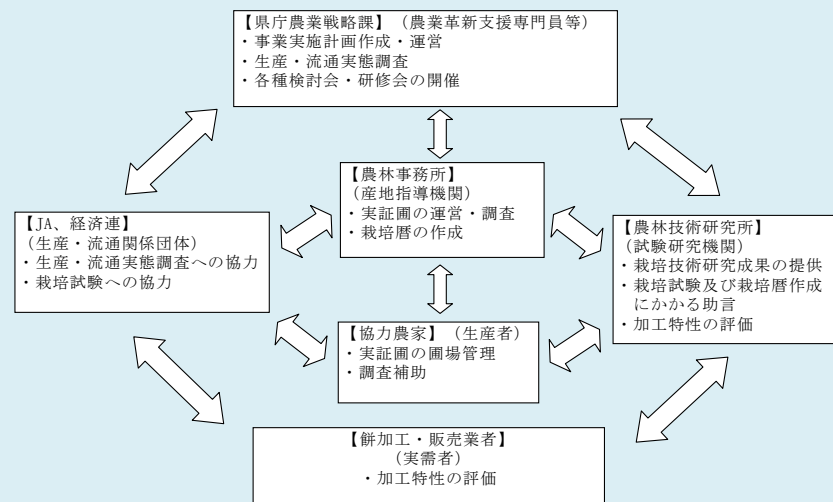 【県庁農業戦略課】（農業革新支援専門員等）
・事業実施計画作成・運営
・生産・流通実態調査
・各種検討会・研修会の開催
【農林事務所】
(産地指導機関)
・実証圃の運営・調査
・栽培暦の作成
【JA、経済連】
(生産・流通関係団体)
・生産・流通実態調査への協力
・栽培試験への協力
【農林技術研究所】
(試験研究機関)
・栽培技術研究成果の提供
・栽培試験及び栽培暦作成
にかかる助言
・加工特性の評価
【協力農家】（生産者）
・実証圃の圃場管理
・調査補助
【餅加工・販売業者】
(実需者)
・加工特性の評価